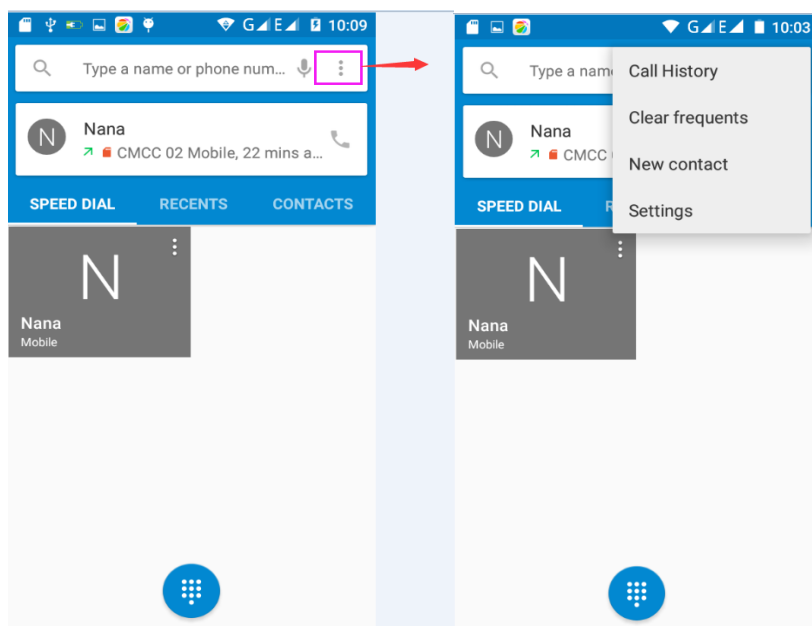 G E 10:09
Type a name or phone num...
N
Nana
CMCC 02 Mobile, 22 mins a...
SPEED DIAL RECENTS CONTACTS
N
Nana
Mobile
G E 10:03
Type a nam
Call History
Clear frequents
New contact
Settings
N
Nana
CMCC
SPEED DIAL R
N
Nana
Mobile